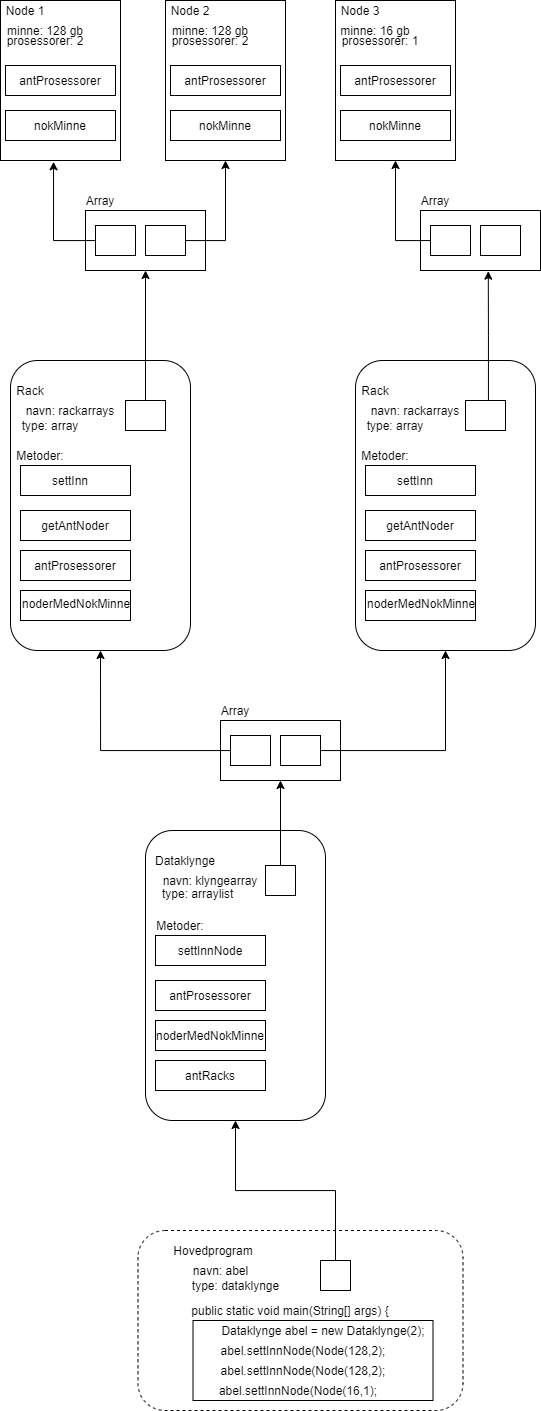 Node 1
minne: 128 gb
prosessorer: 2
antProsessorer
nokMinne
Node 2
minne: 128 gb
prosessorer: 2
antProsessorer
nokMinne
Node 3
minne: 16 gb
prosessorer: 1
antProsessorer
nokMinne
Array
Array
Rack
navn: rackarrays
type: array
Metoder:
settInn
getAntNoder
antProsessorer
noderMedNokMinne
Rack
navn: rackarrays
type: array
Metoder:
settInn
getAntNoder
antProsessorer
noderMedNokMinne
Array
Dataklynge
navn: klyngearray
type: arraylist
Metoder:
settInnNode
antProsessorer
noderMedNokMinne
antRacks
Hovedprogram
navn: abel
type: dataklynge
public static void main(String[] args) {
Dataklynge abel = new Dataklynge(2);
abel.settInnNode(Node(128,2);
abel.settInnNode(Node(128,2);
abel.settInnNode(Node(16,1);